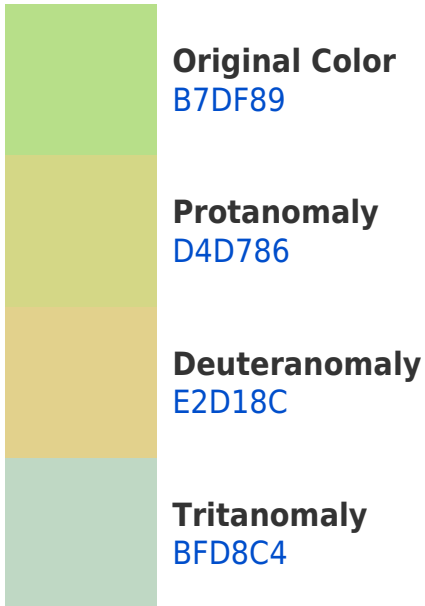 Original Color
B7DF89
Protanomaly
D4D786
Deuteranomaly
E2D18C
Tritanomaly
BFD8C4